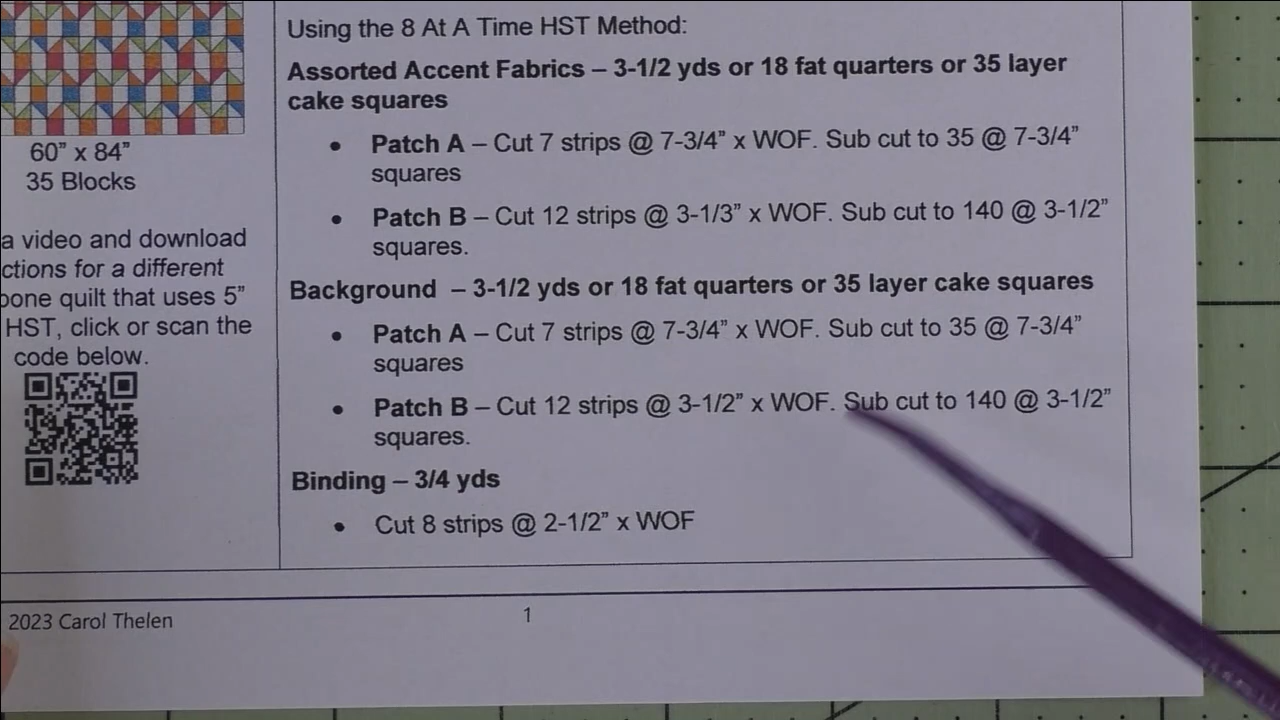 60” x 84”
35 Blocks
a video and download
ctions for a different
bone quilt that uses 5”
HST, click or scan the
code below.
Using the 8 At A Time HST Method:
Assorted Accent Fabrics – 3-1/2 yds or 18 fat quarters or 35 layer
cake squares
• Patch A – Cut 7 strips @ 7-3/4” x WOF. Sub cut to 35 @ 7-3/4”
squares
• Patch B – Cut 12 strips @ 3-1/3” x WOF. Sub cut to 140 @ 3-1/2”
squares.
Background – 3-1/2 yds or 18 fat quarters or 35 layer cake squares
• Patch A – Cut 7 strips @ 7-3/4” x WOF. Sub cut to 35 @ 7-3/4”
squares
• Patch B – Cut 12 strips @ 3-1/2” x WOF. Sub cut to 140 @ 3-1/2”
squares.
Binding – 3/4 yds
• Cut 8 strips @ 2-1/2” x WOF
2023 Carol Thelen
1